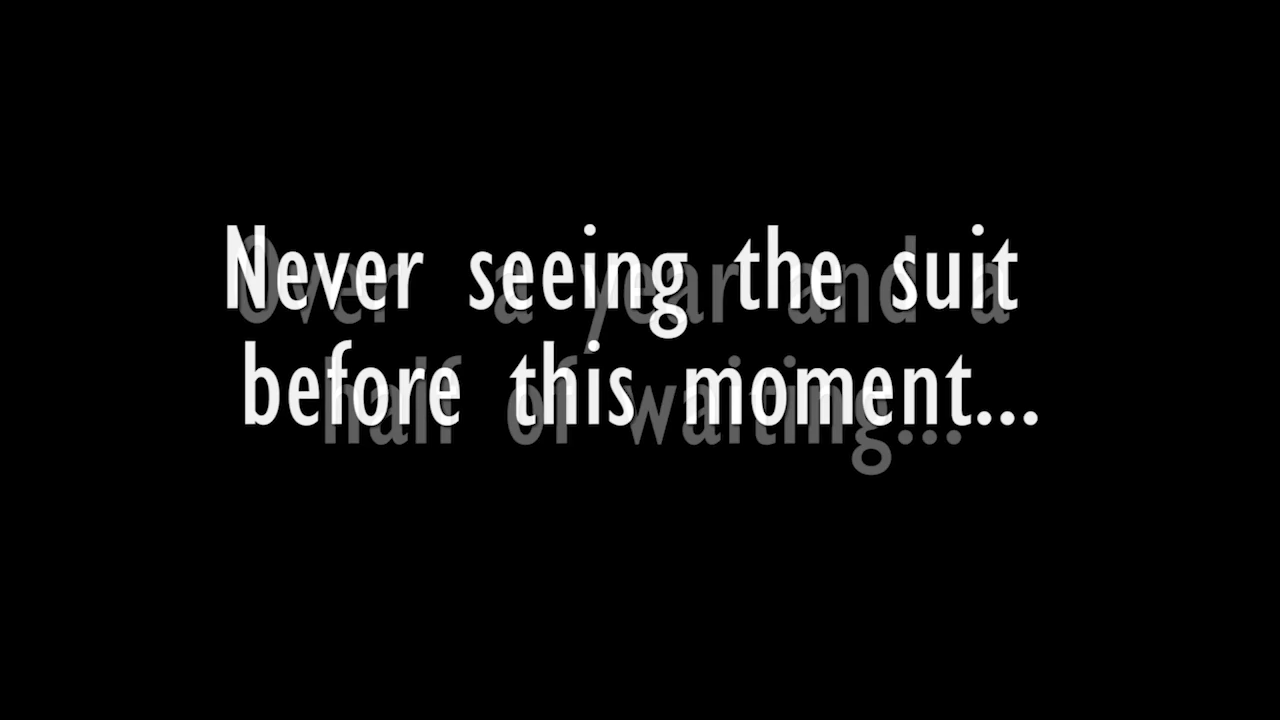 Never seeing the suit
before this moment...
Over a year and a
half of waiting...